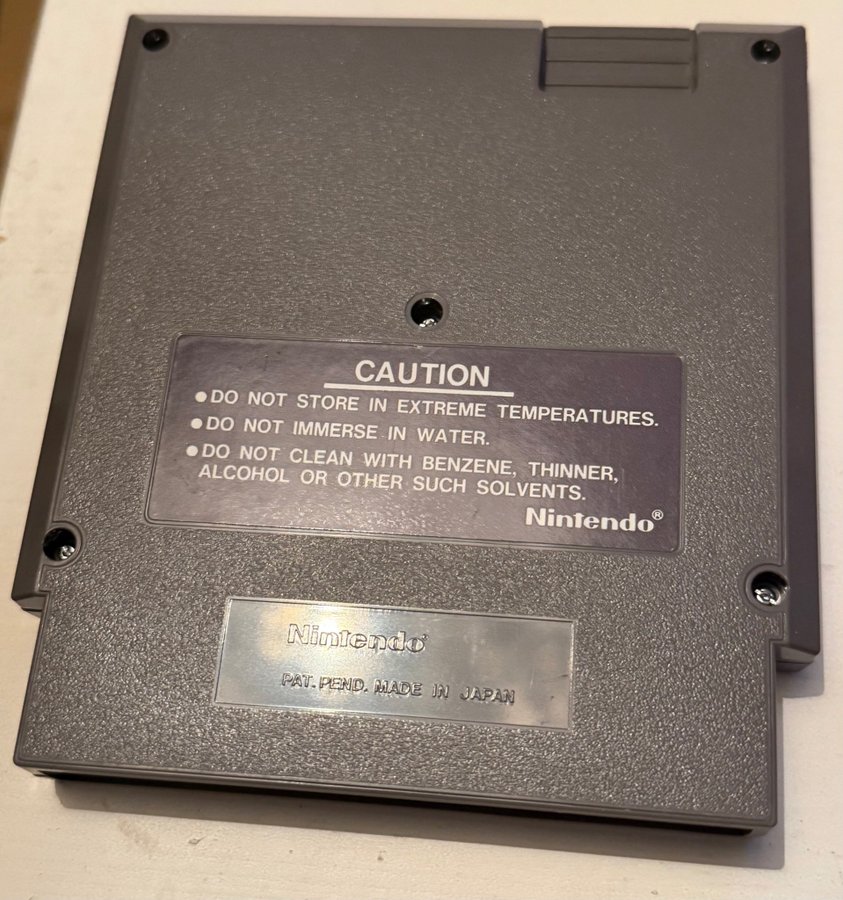 CAUTION
●DO NOT STORE IN EXTREME TEMPERATURES.
●DO NOT IMMERSE IN WATER.
●DO NOT CLEAN WITH BENZENE, THINNER,
ALCOHOL OR OTHER SUCH SOLVENTS.
Nintendo®
Nintendo®
PAT. PEND. MADE IN JAPAN